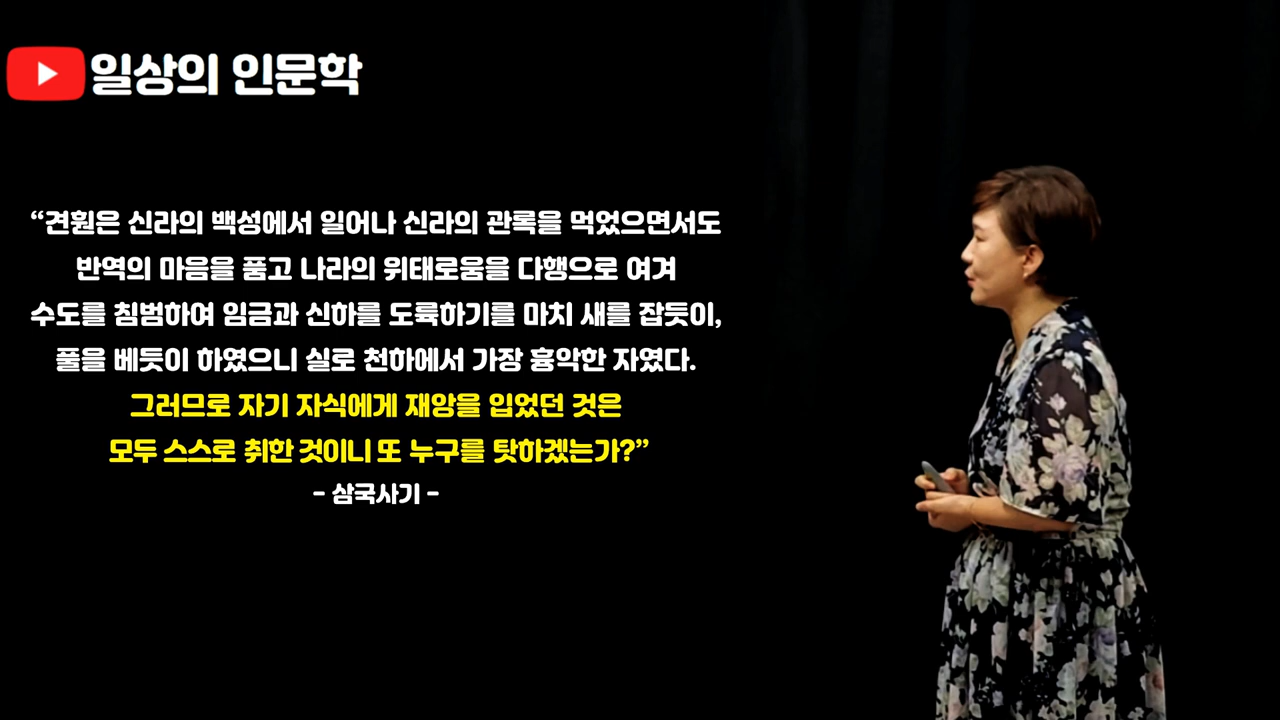 일상의 인문학
“견훤은 신라의 백성에서 일어나 신라의 관록을 먹었으면서도
반역의 마음을 품고 나라의 위태로움을 다행으로 여겨
수도를 침범하여 임금과 신하를 도륙하기를 마치 새를 잡듯이,
풀을 베듯이 하였으니 실로 천하에서 가장 흉악한 자였다.
그러므로 자기 자식에게 재앙을 입었던 것은
모두 스스로 취한 것이니 또 누구를 탓하겠는가?”
- 삼국사기 -